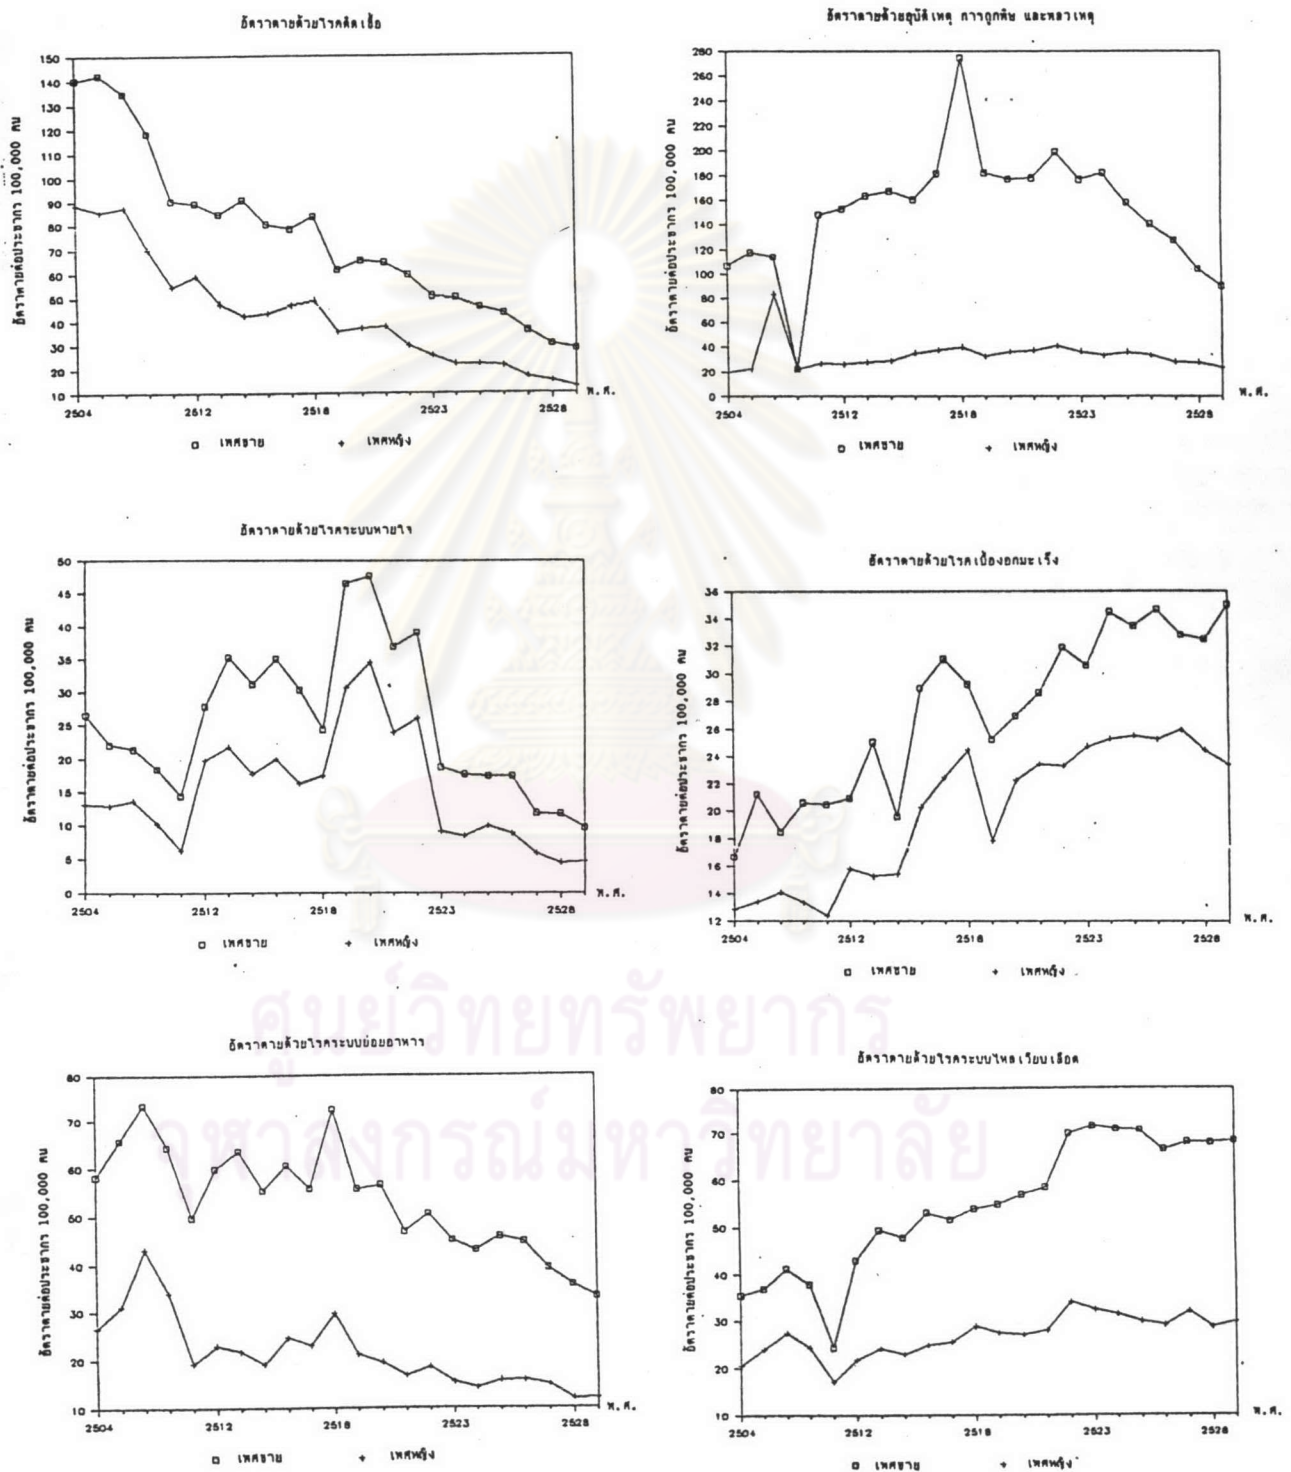 อัตราตายด้วยโรคติดเชื้อ
อัตราตายต่อประชากร 100,000 คน
150
140
130
120
110
100
90
80
70
60
50
40
30
20
10
2504 2512 2518 2523 2528
พ.ศ.
เพศชาย เพศหญิง
อัตราตายด้วยอุบัติเหตุ การถูกพิษ และหลวเหตุ
อัตราตายต่อประชากร 100,000 คน
280
260
240
220
200
180
160
140
120
100
80
60
40
20
0
2504 2512 2518 2523 2528
พ.ศ.
เพศชาย เพศหญิง
อัตราตายด้วยโรคระบบหายใจ
อัตราตายต่อประชากร 100,000 คน
50
45
40
35
30
25
20
15
10
5
0
2504 2512 2518 2523 2528
พ.ศ.
เพศชาย เพศหญิง
อัตราตายด้วยโรคเนื้องอกมะเร็ง
อัตราตายต่อประชากร 100,000 คน
36
34
32
30
28
26
24
22
20
18
16
14
12
2504 2512 2518 2523 2528
พ.ศ.
เพศชาย เพศหญิง
ศูนย์วิทยทรัพยากร
จุฬาลงกรณ์มหาวิทยาลัย
อัตราตายด้วยโรคระบบย่อยอาหาร
อัตราตายต่อประชากร 100,000 คน
80
70
60
50
40
30
20
10
2504 2512 2518 2523 2528
พ.ศ.
เพศชาย เพศหญิง
อัตราตายด้วยโรคระบบไหลเวียนเลือด
อัตราตายต่อประชากร 100,000 คน
80
70
60
50
40
30
20
10
2504 2512 2518 2523 2528
พ.ศ.
เพศชาย เพศหญิง